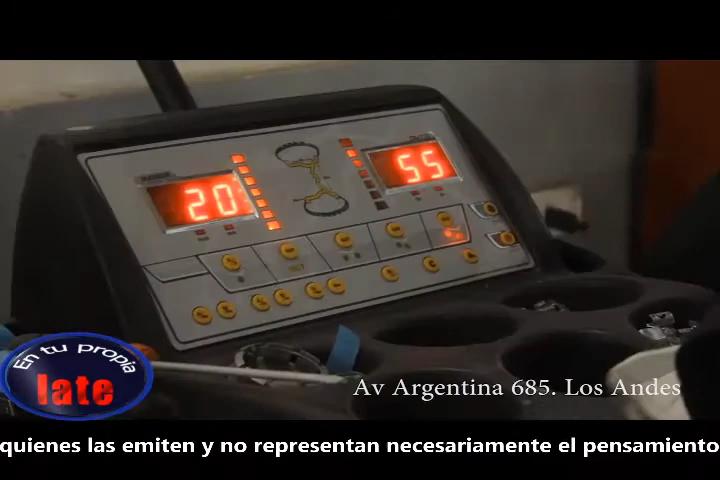 20
55
En tu propia
late
Av Argentina 685. Los Andes
quienes las emiten y no representan necesariamente el pensamiento